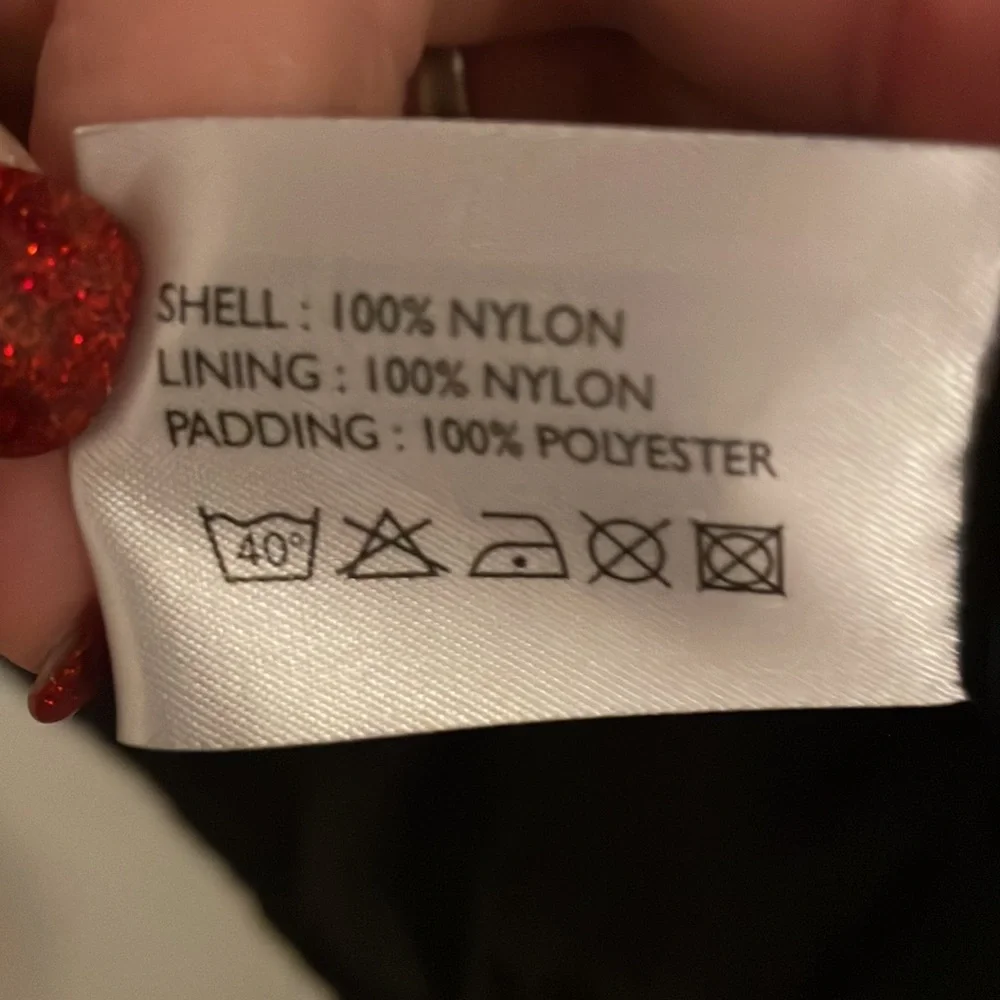 SHELL : 100% NYLON
LINING : 100% NYLON
PADDING : 100% POLYESTER
40°